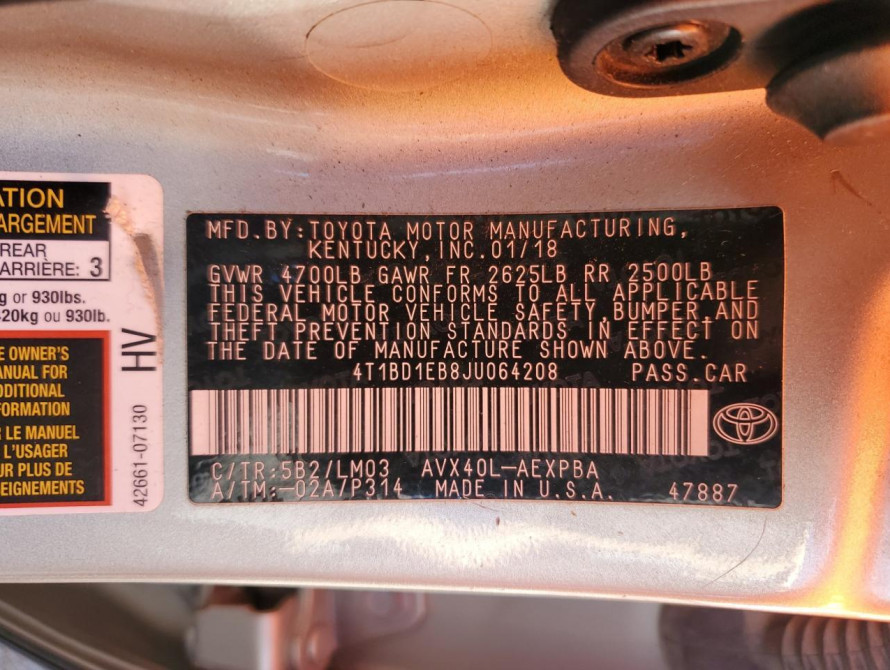 ATION
ARGEMENT
REAR
ARRIÈRE: 3
g or 930lbs.
420kg ou 930lb.
E OWNER'S
ANUAL FOR
DDITIONAL
FORMATION
LE MANUEL
L'USAGER
UR PLUS DE
EIGNEMENTS
HV
42661-07130
MFD.BY:TOYOTA MOTOR MANUFACTURING,
KENTUCKY,INC.01/18
GVWR 4700LB GAWR FR 2625LB RR 2500LB
THIS VEHICLE CONFORMS TO ALL APPLICABLE
FEDERAL MOTOR VEHICLE SAFETY,BUMPER,AND
THEFT PREVENTION STANDARDS IN EFFECT ON
THE DATE OF MANUFACTURE SHOWN ABOVE.
4T1BD1EB8JU064208 PASS.CAR
C/TR:5B2/LM03 AVX40L-AEXPBA
A/TM:-02A/P314 MADE IN U.S.A. 47887